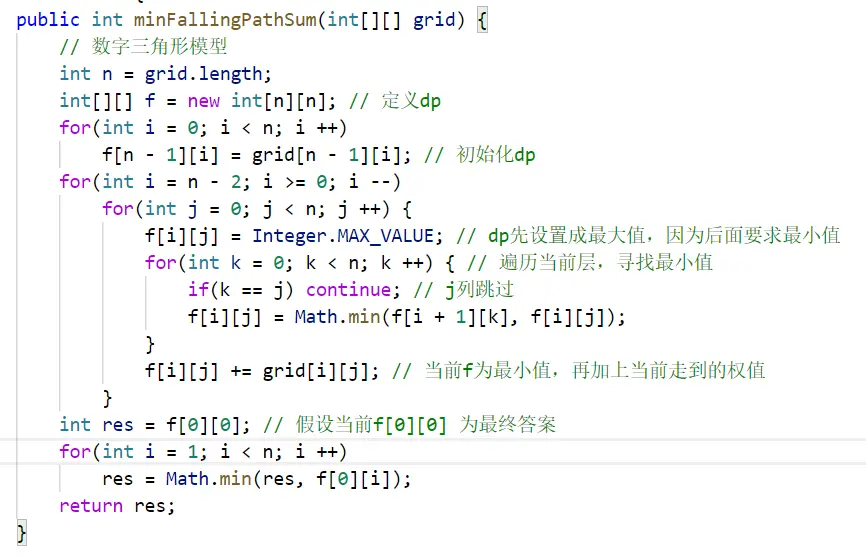 public int minFallingPathSum(int[][] grid) {
    // 数字三角形模型
    int n = grid.length;
    int[][] f = new int[n][n]; // 定义dp
    for(int i = 0; i < n; i ++)
        f[n - 1][i] = grid[n - 1][i]; // 初始化dp
    for(int i = n - 2; i >= 0; i --)
        for(int j = 0; j < n; j ++) {
            f[i][j] = Integer.MAX_VALUE; // dp先设置成最大值，因为后面要求最小值
            for(int k = 0; k < n; k ++) { // 遍历当前层，寻找最小值
                if(k == j) continue; // j列跳过
                f[i][j] = Math.min(f[i + 1][k], f[i][j]);
            }
            f[i][j] += grid[i][j]; // 当前f为最小值，再加上当前走到的权值
        }
    int res = f[0][0]; // 假设当前f[0][0] 为最终答案
    for(int i = 1; i < n; i ++)
        res = Math.min(res, f[0][i]);
    return res;
}